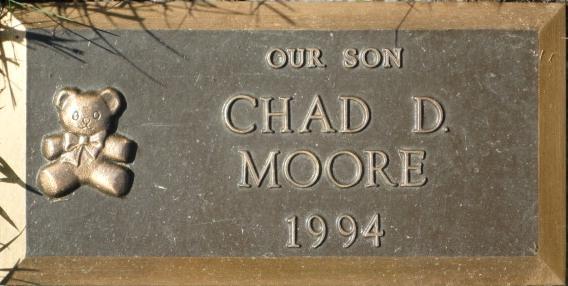 OUR SON
CHAD D.
MOORE
1994